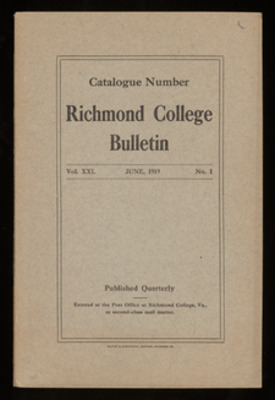 Catalogue Number
Richmond College
Bulletin
Vol. XXI. JUNE, 1919 No. 1
Published Quarterly
Entered at the Post Office at Richmond College, Va.,
as second-class mail matter.